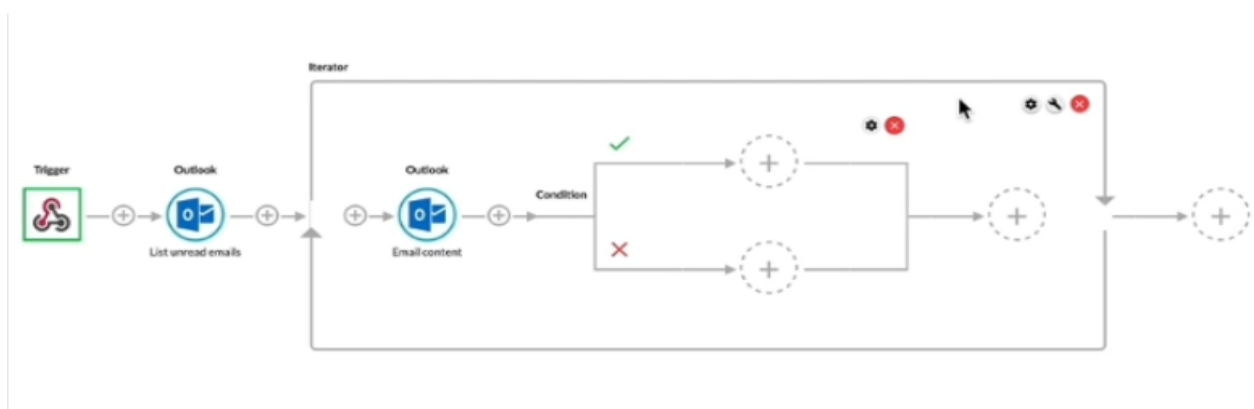 Iterator
Trigger
Outlook
Outlook
Condition
List unread emails
Email content